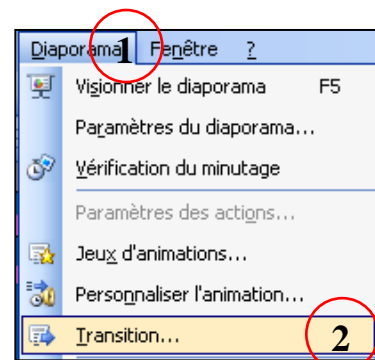 Diaporama 1 Fenêtre ?
Visionner le diaporama F5
Paramètres du diaporama...
Vérification du minutage
Paramètres des actions...
Jeux d'animations...
Personnaliser l'animation...
Transition... 2